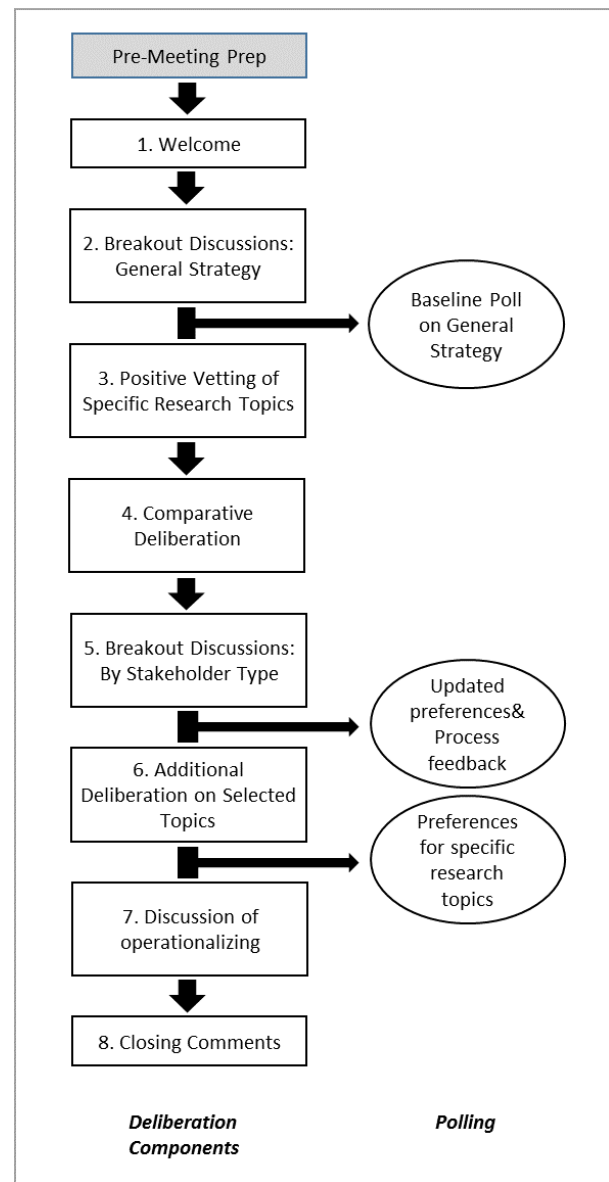 Pre-Meeting Prep
1. Welcome
2. Breakout Discussions:
General Strategy
Baseline Poll
on General
Strategy
3. Positive Vetting of
Specific Research Topics
4. Comparative
Deliberation
5. Breakout Discussions:
By Stakeholder Type
Updated
preferences&
Process
feedback
6. Additional
Deliberation on Selected
Topics
Preferences
for specific
research
topics
7. Discussion of
operationalizing
8. Closing Comments
Deliberation
Components
Polling